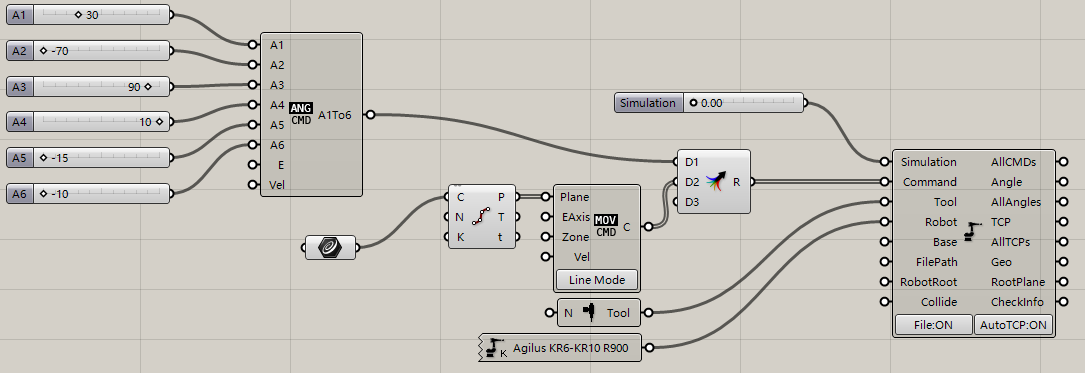 A1 30
A2 -70
A3 90
A4 10
A5 -15
A6 -10
A1
A2
A3
A4
A5
A6
E
Vel
ANG
CMD
A1To6
C P
N T
K t
Plane
EAxis
Zone
Vel
MOV
CMD
C
Line Mode
N Tool
K Agilus KR6-KR10 R900
D1
D2
D3
R
Simulation 0.00
Simulation AllCMDs
Command Angle
Tool AllAngles
Robot TCP
Base AllTCPs
FilePath Geo
RobotRoot RootPlane
Collide CheckInfo
File:ON AutoTCP:ON